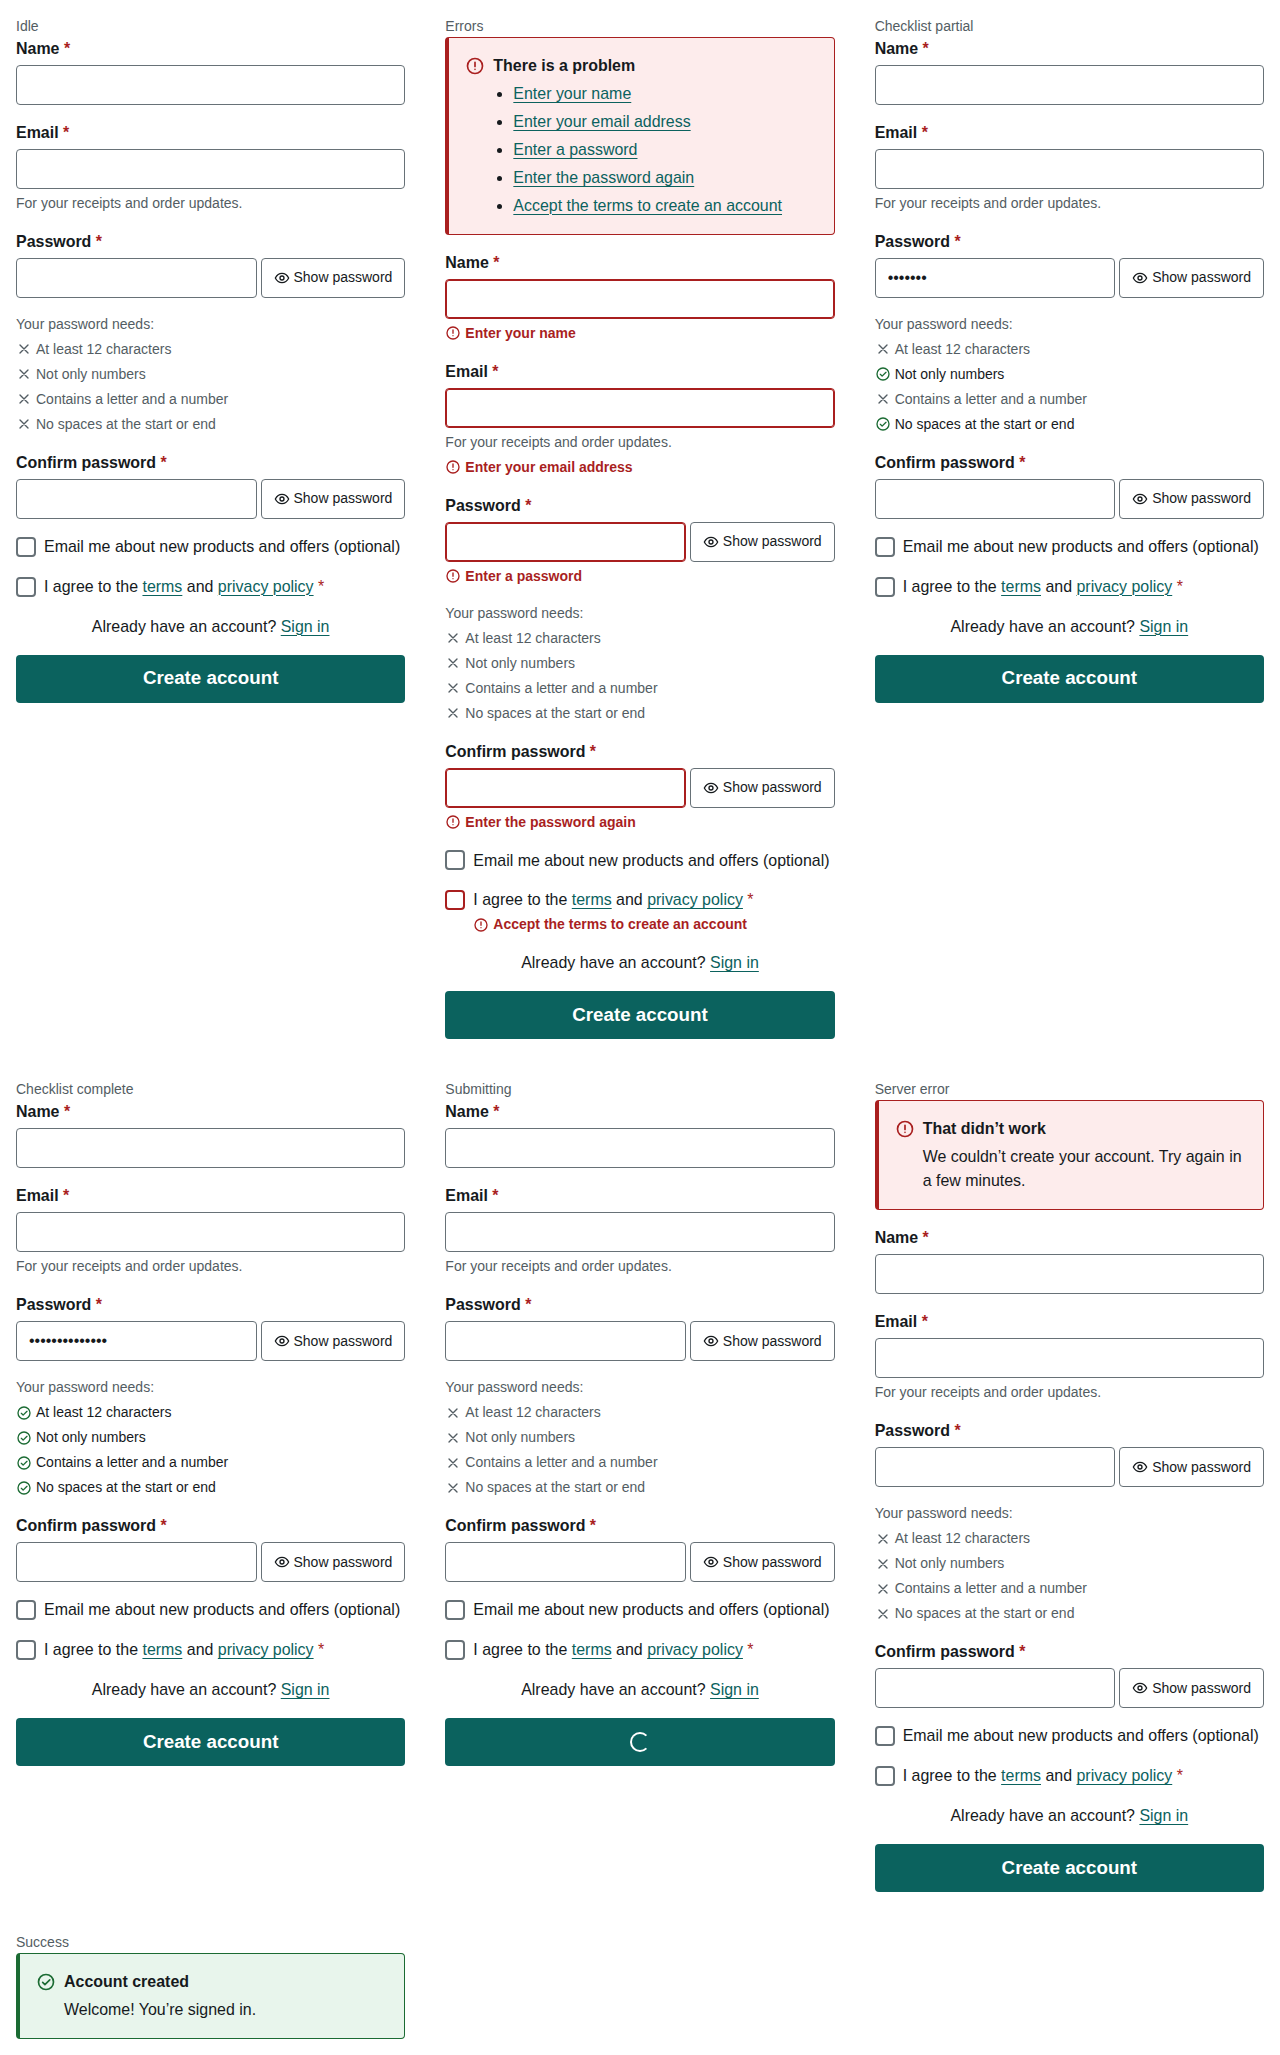 Idle
Name *
Email *
For your receipts and order updates.
Password *
Show password
Your password needs:
At least 12 characters
Not only numbers
Contains a letter and a number
No spaces at the start or end
Confirm password *
Show password
Email me about new products and offers (optional)
I agree to the terms and privacy policy *
Already have an account? Sign in
Create account
Errors
There is a problem
Enter your name
Enter your email address
Enter a password
Enter the password again
Accept the terms to create an account
Name *
Enter your name
Email *
For your receipts and order updates.
Enter your email address
Password *
Show password
Enter a password
Your password needs:
At least 12 characters
Not only numbers
Contains a letter and a number
No spaces at the start or end
Confirm password *
Show password
Enter the password again
Email me about new products and offers (optional)
I agree to the terms and privacy policy *
Accept the terms to create an account
Already have an account? Sign in
Create account
Checklist partial
Name *
Email *
For your receipts and order updates.
Password *
•••••••
Show password
Your password needs:
At least 12 characters
Not only numbers
Contains a letter and a number
No spaces at the start or end
Confirm password *
Show password
Email me about new products and offers (optional)
I agree to the terms and privacy policy *
Already have an account? Sign in
Create account
Checklist complete
Name *
Email *
For your receipts and order updates.
Password *
••••••••••••••
Show password
Your password needs:
At least 12 characters
Not only numbers
Contains a letter and a number
No spaces at the start or end
Confirm password *
Show password
Email me about new products and offers (optional)
I agree to the terms and privacy policy *
Already have an account? Sign in
Create account
Submitting
Name *
Email *
For your receipts and order updates.
Password *
Show password
Your password needs:
At least 12 characters
Not only numbers
Contains a letter and a number
No spaces at the start or end
Confirm password *
Show password
Email me about new products and offers (optional)
I agree to the terms and privacy policy *
Already have an account? Sign in
Server error
That didn’t work
We couldn’t create your account. Try again in
a few minutes.
Name *
Email *
For your receipts and order updates.
Password *
Show password
Your password needs:
At least 12 characters
Not only numbers
Contains a letter and a number
No spaces at the start or end
Confirm password *
Show password
Email me about new products and offers (optional)
I agree to the terms and privacy policy *
Already have an account? Sign in
Create account
Success
Account created
Welcome! You’re signed in.